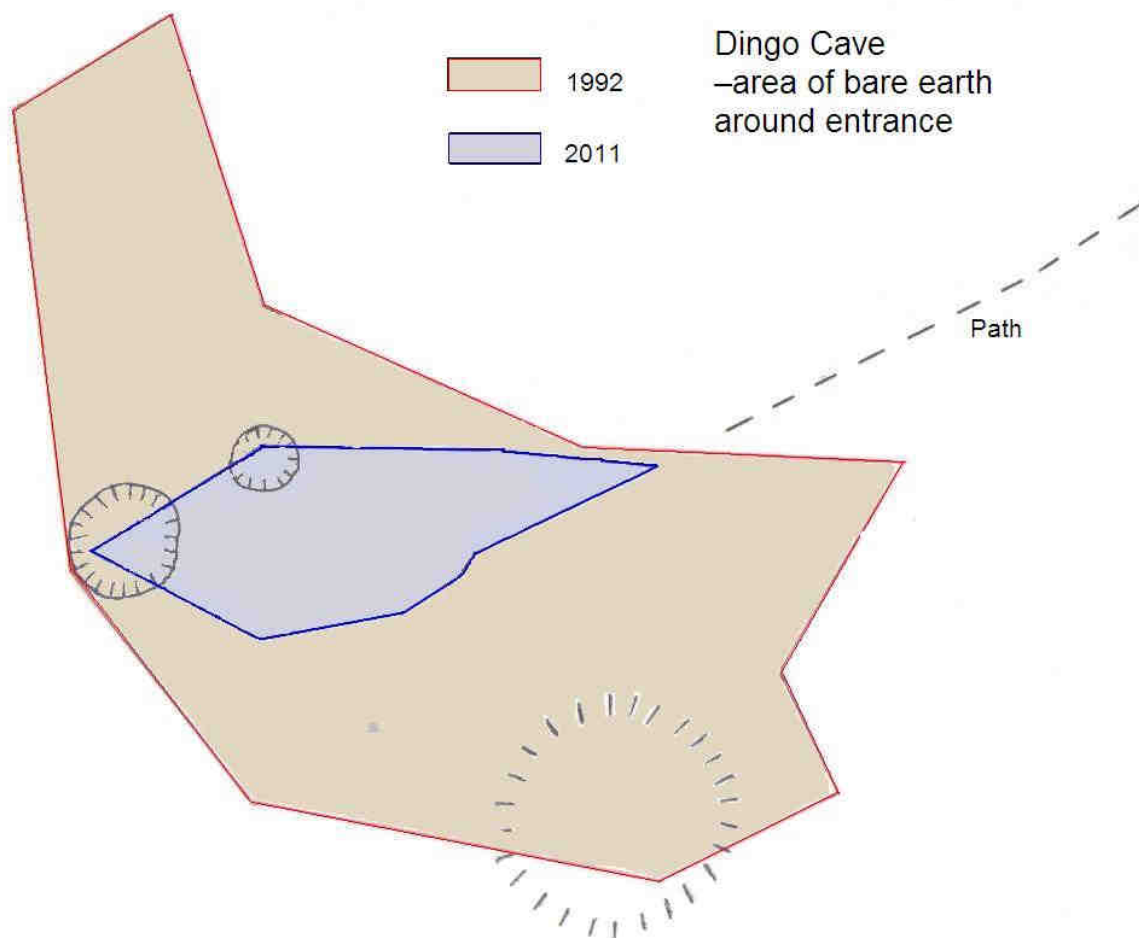 Dingo Cave
–area of bare earth
around entrance
1992
2011
Path